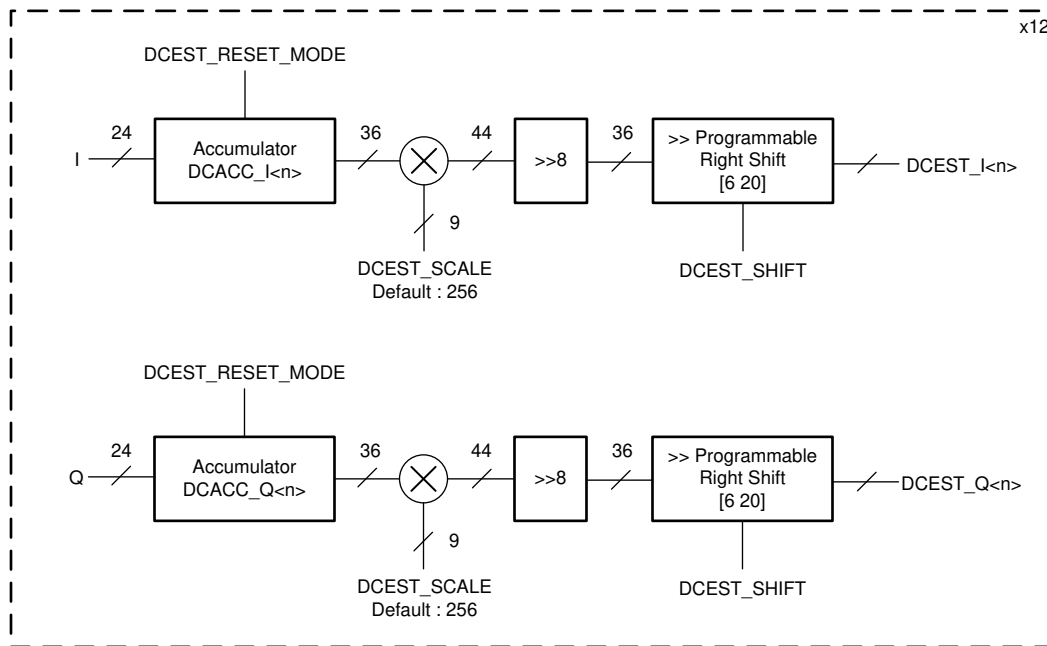 x12
DCEST_RESET_MODE
24
36
44
36
I
Accumulator
DCACC_I<n>
>>8
>> Programmable
Right Shift
[6 20]
DCEST_I<n>
9
DCEST_SCALE
Default : 256
DCEST_SHIFT
DCEST_RESET_MODE
24
36
44
36
Q
Accumulator
DCACC_Q<n>
>>8
>> Programmable
Right Shift
[6 20]
DCEST_Q<n>
9
DCEST_SCALE
Default : 256
DCEST_SHIFT